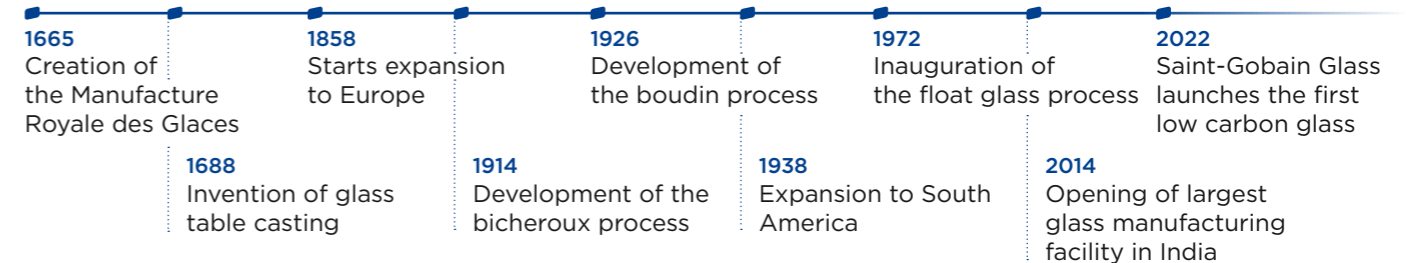 1665
Creation of
the Manufacture
Royale des Glaces
1688
Invention of glass
table casting
1858
Starts expansion
to Europe
1914
Development of the
bicheroux process
1926
Development of
the boudin process
1938
Expansion to South
America
1972
Inauguration of
the float glass process
2014
Opening of largest
glass manufacturing
facility in India
2022
Saint-Gobain Glass
launches the first
low carbon glass